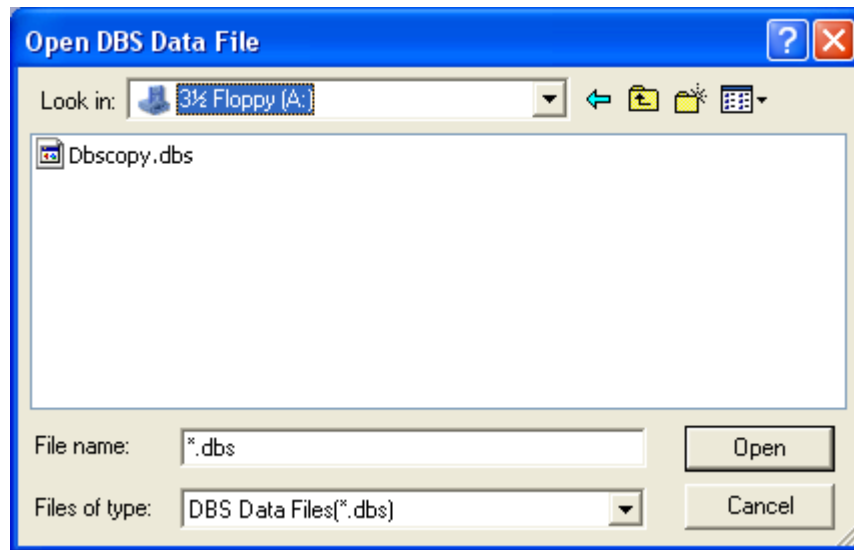 Open DBS Data File
Look in: 3½ Floppy (A:)
Dbscopy.dbs
File name: *.dbs Open
Files of type: DBS Data Files(*.dbs) Cancel